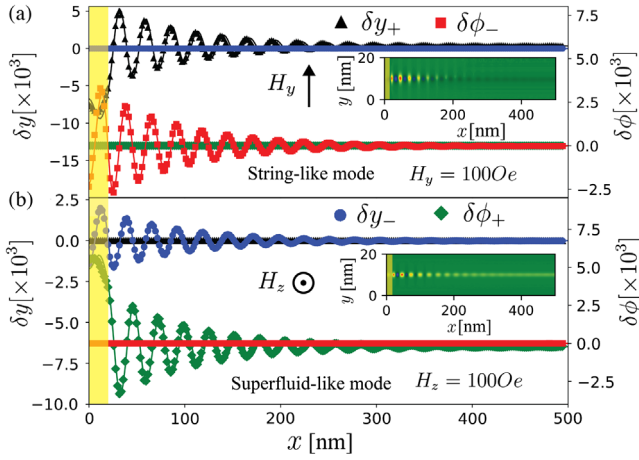 (a)
δy₊ δϕ₋
5
0
−5
−10
−15
δy[×10³]
7.5
5.0
2.5
0.0
−2.5
δϕ[×10³]
H_y
y [nm]
20
0
0 200 400
x[nm]
String-like mode H_y = 100Oe
(b)
δy₋ δϕ₊
2.5
0.0
−2.5
−5.0
−7.5
−10.0
δy[×10³]
7.5
5.0
2.5
0.0
−2.5
δϕ[×10³]
H_z
y [nm]
20
0
0 200 400
x[nm]
Superfluid-like mode H_z = 100Oe
0 100 200 300 400 500
x [nm]